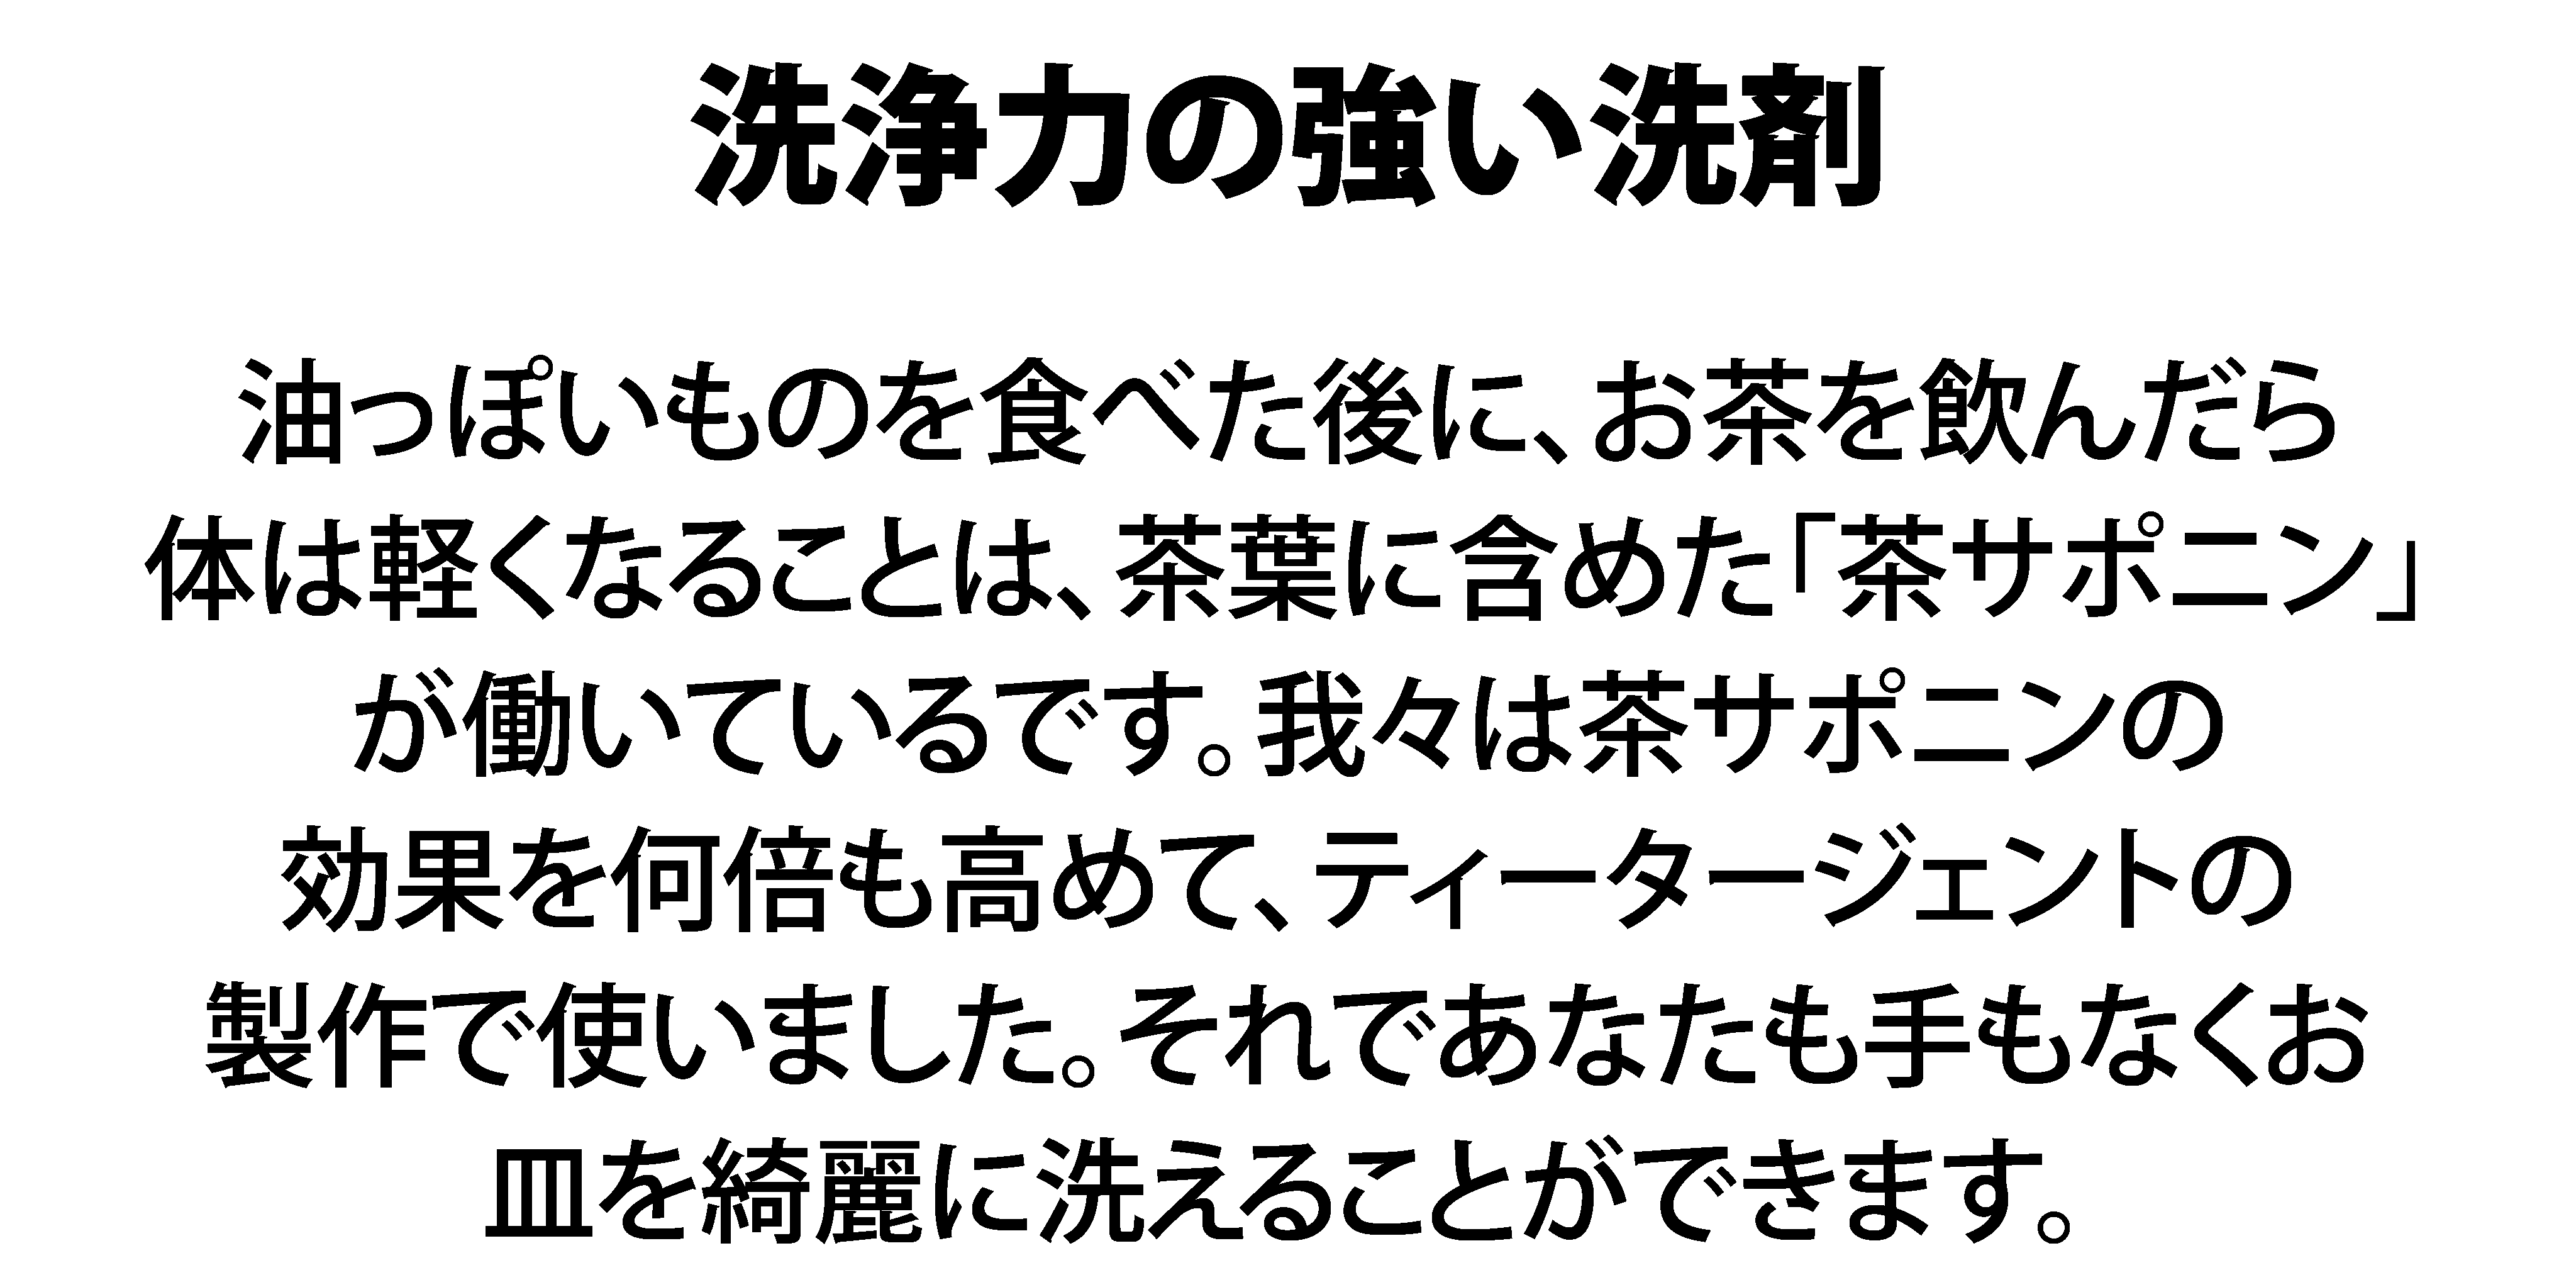 洗浄力の強い洗剤
油っぽいものを食べた後に、お茶を飲んだら
体は軽くなることは、茶葉に含めた「茶サポニン」
が働いているです。我々は茶サポニンの
効果を何倍も高めて、ティータージェントの
製作で使いました。それであなたも手もなくお
皿を綺麗に洗えることができます。